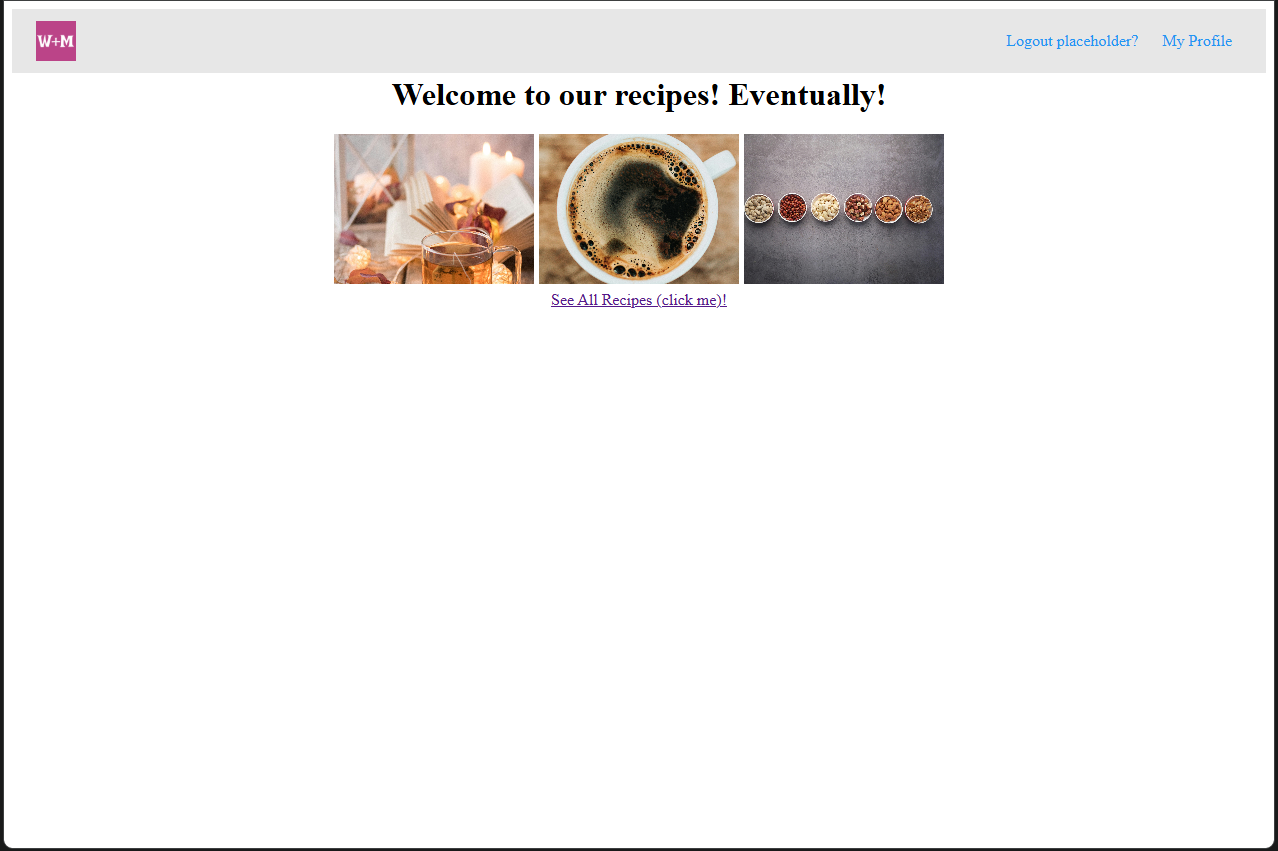 W+M
Logout placeholder? My Profile
Welcome to our recipes! Eventually!
See All Recipes (click me)!